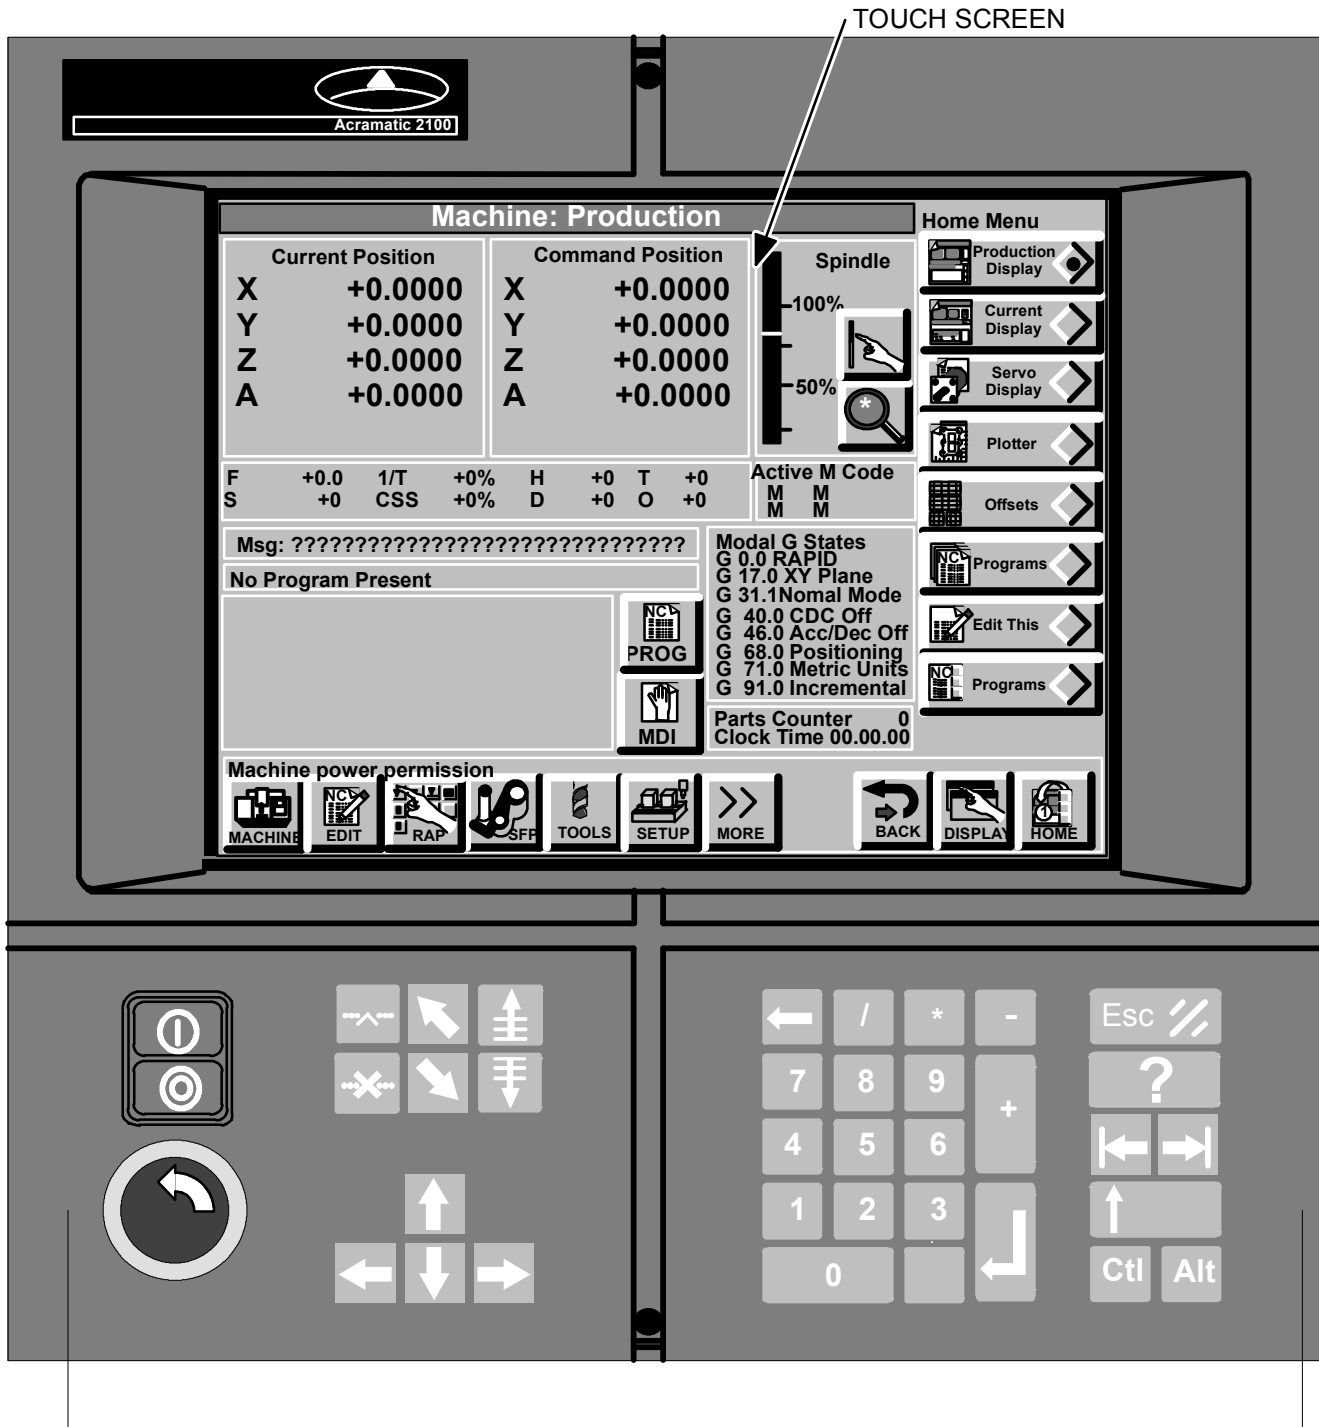 TOUCH SCREEN
Acramatic 2100
Machine: Production
Home Menu
Current Position
X +0.0000
Y +0.0000
Z +0.0000
A +0.0000
Command Position
X +0.0000
Y +0.0000
Z +0.0000
A +0.0000
Spindle
100%
50%
*
Production
Display
Current
Display
Servo
Display
Plotter
Offsets
NC
Programs
Edit This
NC
Programs
F +0.0 1/T +0% H +0 T +0
S +0 CSS +0% D +0 O +0
Active M Code
M M
M M
Msg: ???????????????????????????????
No Program Present
NC
PROG
MDI
Modal G States
G 0.0 RAPID
G 17.0 XY Plane
G 31.1Nomal Mode
G 40.0 CDC Off
G 46.0 Acc/Dec Off
G 68.0 Positioning
G 71.0 Metric Units
G 91.0 Incremental
Parts Counter 0
Clock Time 00.00.00
Machine power permission
MACHINE
NC
EDIT
RAP
SFP
TOOLS
SETUP
>>
MORE
BACK
DISPLAY
1
HOME
/ * -
7 8 9
+
4 5 6
1 2 3
0
.
Esc
?
Ctl Alt